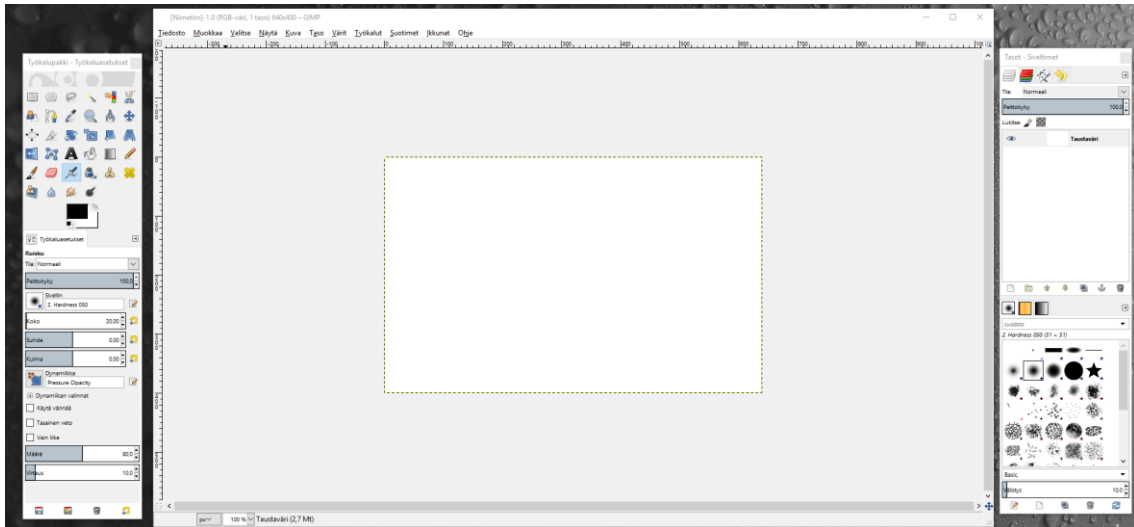 [Nimetön]-1.0 (RGB-väri, 1 taso) 640x400 – GIMP
Tiedosto Muokkaa Valitse Näytä Kuva Taso Värit Työkalut Suotimet Ikkunat Ohje
Työkalupakki - Työkaluasetukset
Työkaluasetukset
Ruisku
Tila: Normaali
Peittokyky 100,0
Sivellin
2. Hardness 050
Koko 20,00
Suhde 0,00
Kulma 0,00
Dynamiikka
Pressure Opacity
Dynamiikan valinnat
Käytä värinää
Tasainen veto
Vain liike
Määrä 80,0
Virtaus 10,0
px 100 % Taustaväri (2,7 Mt)
Tasot - Siveltimet
Tila Normaali
Peittokyky 100,0
Lukitse:
Taustaväri
suodata
2. Hardness 050 (51 × 51)
Basic,
Välistys 10,0